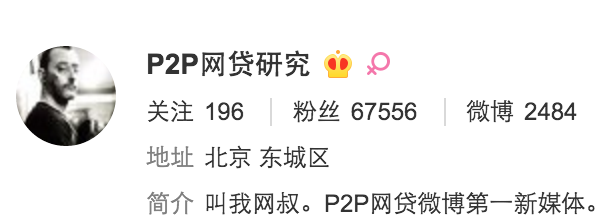 P2P网贷研究
关注 196 粉丝 67556 微博 2484
地址 北京 东城区
简介 叫我网叔。P2P网贷微博第一新媒体。